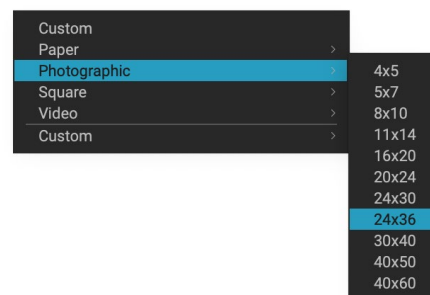 Custom
Paper
Photographic
Square
Video
Custom
4x5
5x7
8x10
11x14
16x20
20x24
24x30
24x36
30x40
40x50
40x60